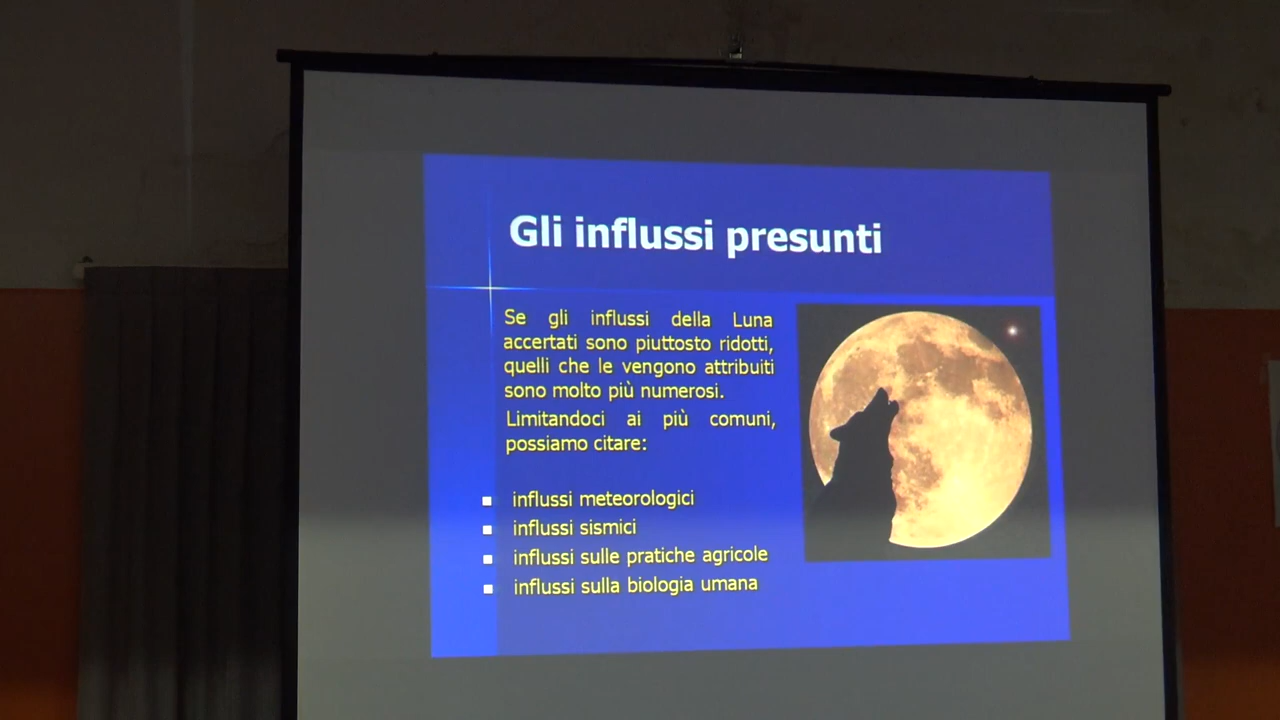 Gli influssi presunti
Se gli influssi della Luna
accertati sono piuttosto ridotti,
quelli che le vengono attribuiti
sono molto più numerosi.
Limitandoci ai più comuni,
possiamo citare:
influssi meteorologici
influssi sismici
influssi sulle pratiche agricole
influssi sulla biologia umana